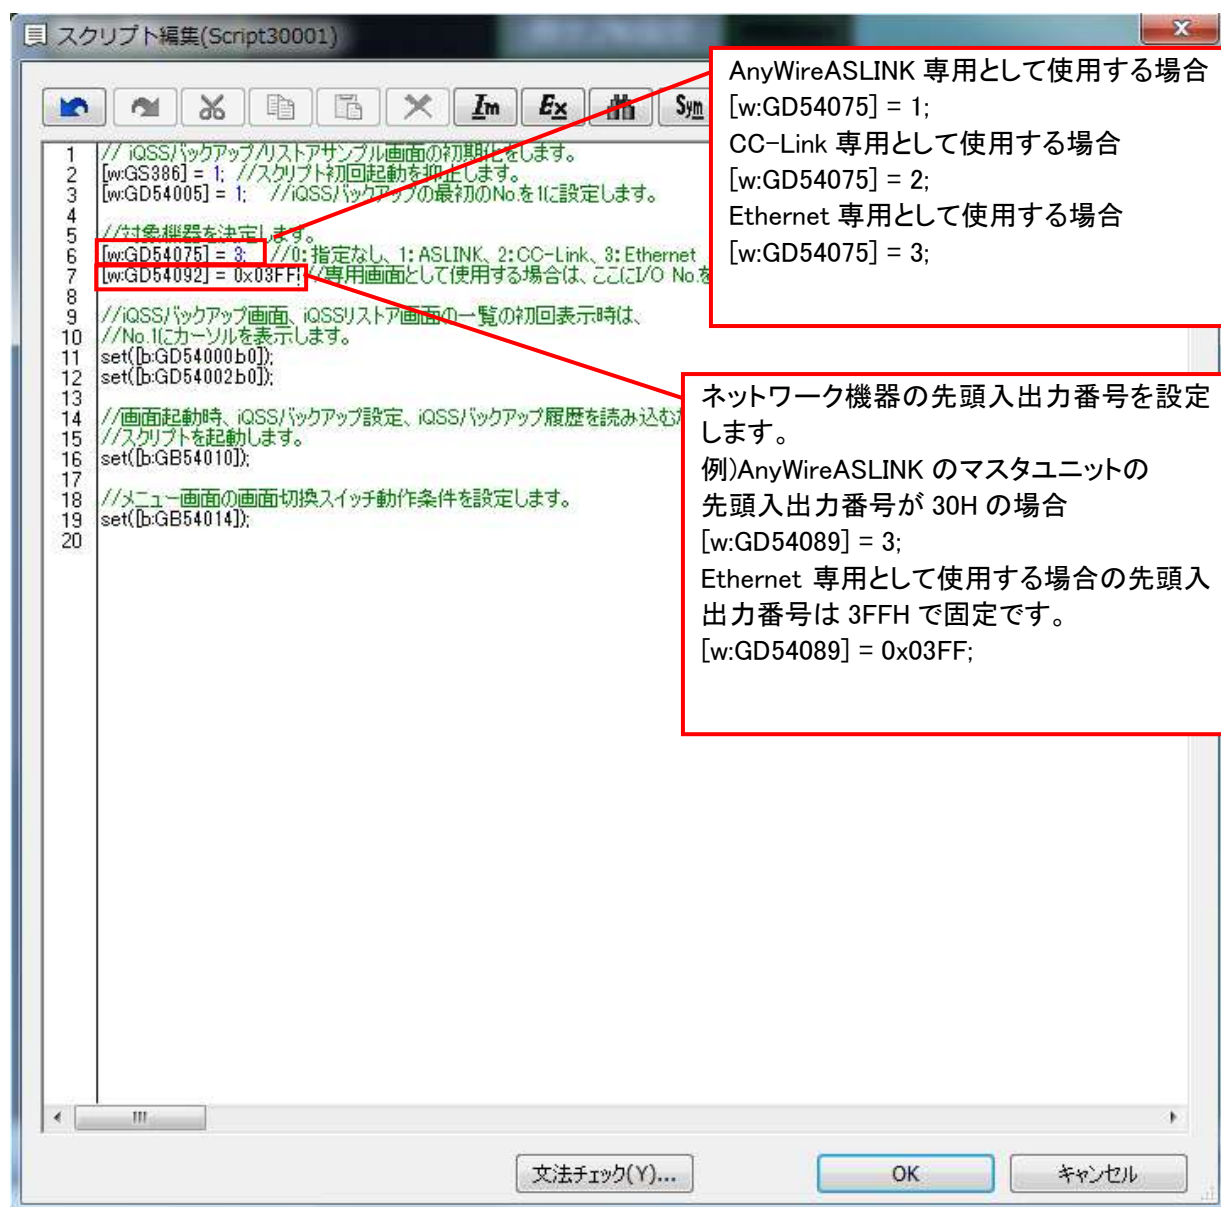 スクリプト編集(Script30001)
Im Ex Sym
1 // iQSSバックアップ/リストアサンプル画面の初期化をします。
2 [w:GS386] = 1; //スクリプト初回起動を抑止します。
3 [w:GD54005] = 1; //iQSSバックアップの最初のNo.を1に設定します。
4
5 //対象機器を決定します。
6 [w:GD54075] = 3; //0:指定なし、1:ASLINK、2:CC-Link、3:Ethernet
7 [w:GD54092] = 0x03FF; //専用画面として使用する場合は、ここにI/O No.を
8
9 //iQSSバックアップ画面、iQSSリストア画面の一覧の初回表示時は、
10 //No.1にカーソルを表示します。
11 set([b:GD54000.b0]);
12 set([b:GD54002.b0]);
13
14 //画面起動時、iQSSバックアップ設定、iQSSバックアップ履歴を読み込む
15 //スクリプトを起動します。
16 set([b:GB54010]);
17
18 //メニュー画面の画面切換スイッチ動作条件を設定します。
19 set([b:GB54014]);
20
AnyWireASLINK 専用として使用する場合
[w:GD54075] = 1;
CC-Link 専用として使用する場合
[w:GD54075] = 2;
Ethernet 専用として使用する場合
[w:GD54075] = 3;
ネットワーク機器の先頭入出力番号を設定
します。
例)AnyWireASLINK のマスタユニットの
先頭入出力番号が 30H の場合
[w:GD54089] = 3;
Ethernet 専用として使用する場合の先頭入
出力番号は 3FFH で固定です。
[w:GD54089] = 0x03FF;
文法チェック(Y)... OK キャンセル